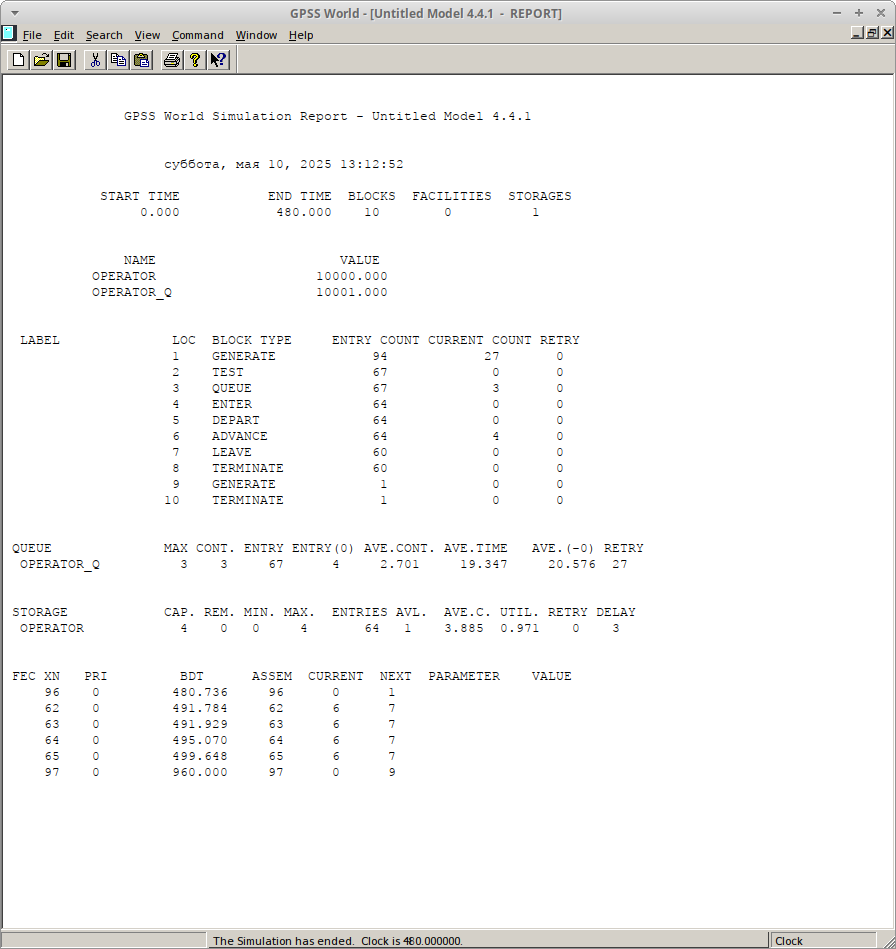 GPSS World - [Untitled Model 4.4.1 - REPORT]
File Edit Search View Command Window Help
GPSS World Simulation Report - Untitled Model 4.4.1
суббота, мая 10, 2025 13:12:52
START TIME END TIME BLOCKS FACILITIES STORAGES
0.000 480.000 10 0 1
NAME VALUE
OPERATOR 10000.000
OPERATOR_Q 10001.000
LABEL LOC BLOCK TYPE ENTRY COUNT CURRENT COUNT RETRY
1 GENERATE 94 27 0
2 TEST 67 0 0
3 QUEUE 67 3 0
4 ENTER 64 0 0
5 DEPART 64 0 0
6 ADVANCE 64 4 0
7 LEAVE 60 0 0
8 TERMINATE 60 0 0
9 GENERATE 1 0 0
10 TERMINATE 1 0 0
QUEUE MAX CONT. ENTRY ENTRY(0) AVE.CONT. AVE.TIME AVE.(-0) RETRY
OPERATOR_Q 3 3 67 4 2.701 19.347 20.576 27
STORAGE CAP. REM. MIN. MAX. ENTRIES AVL. AVE.C. UTIL. RETRY DELAY
OPERATOR 4 0 0 4 64 1 3.885 0.971 0 3
FEC XN PRI BDT ASSEM CURRENT NEXT PARAMETER VALUE
96 0 480.736 96 0 1
62 0 491.784 62 6 7
63 0 491.929 63 6 7
64 0 495.070 64 6 7
65 0 499.648 65 6 7
97 0 960.000 97 0 9
The Simulation has ended. Clock is 480.000000.
Clock